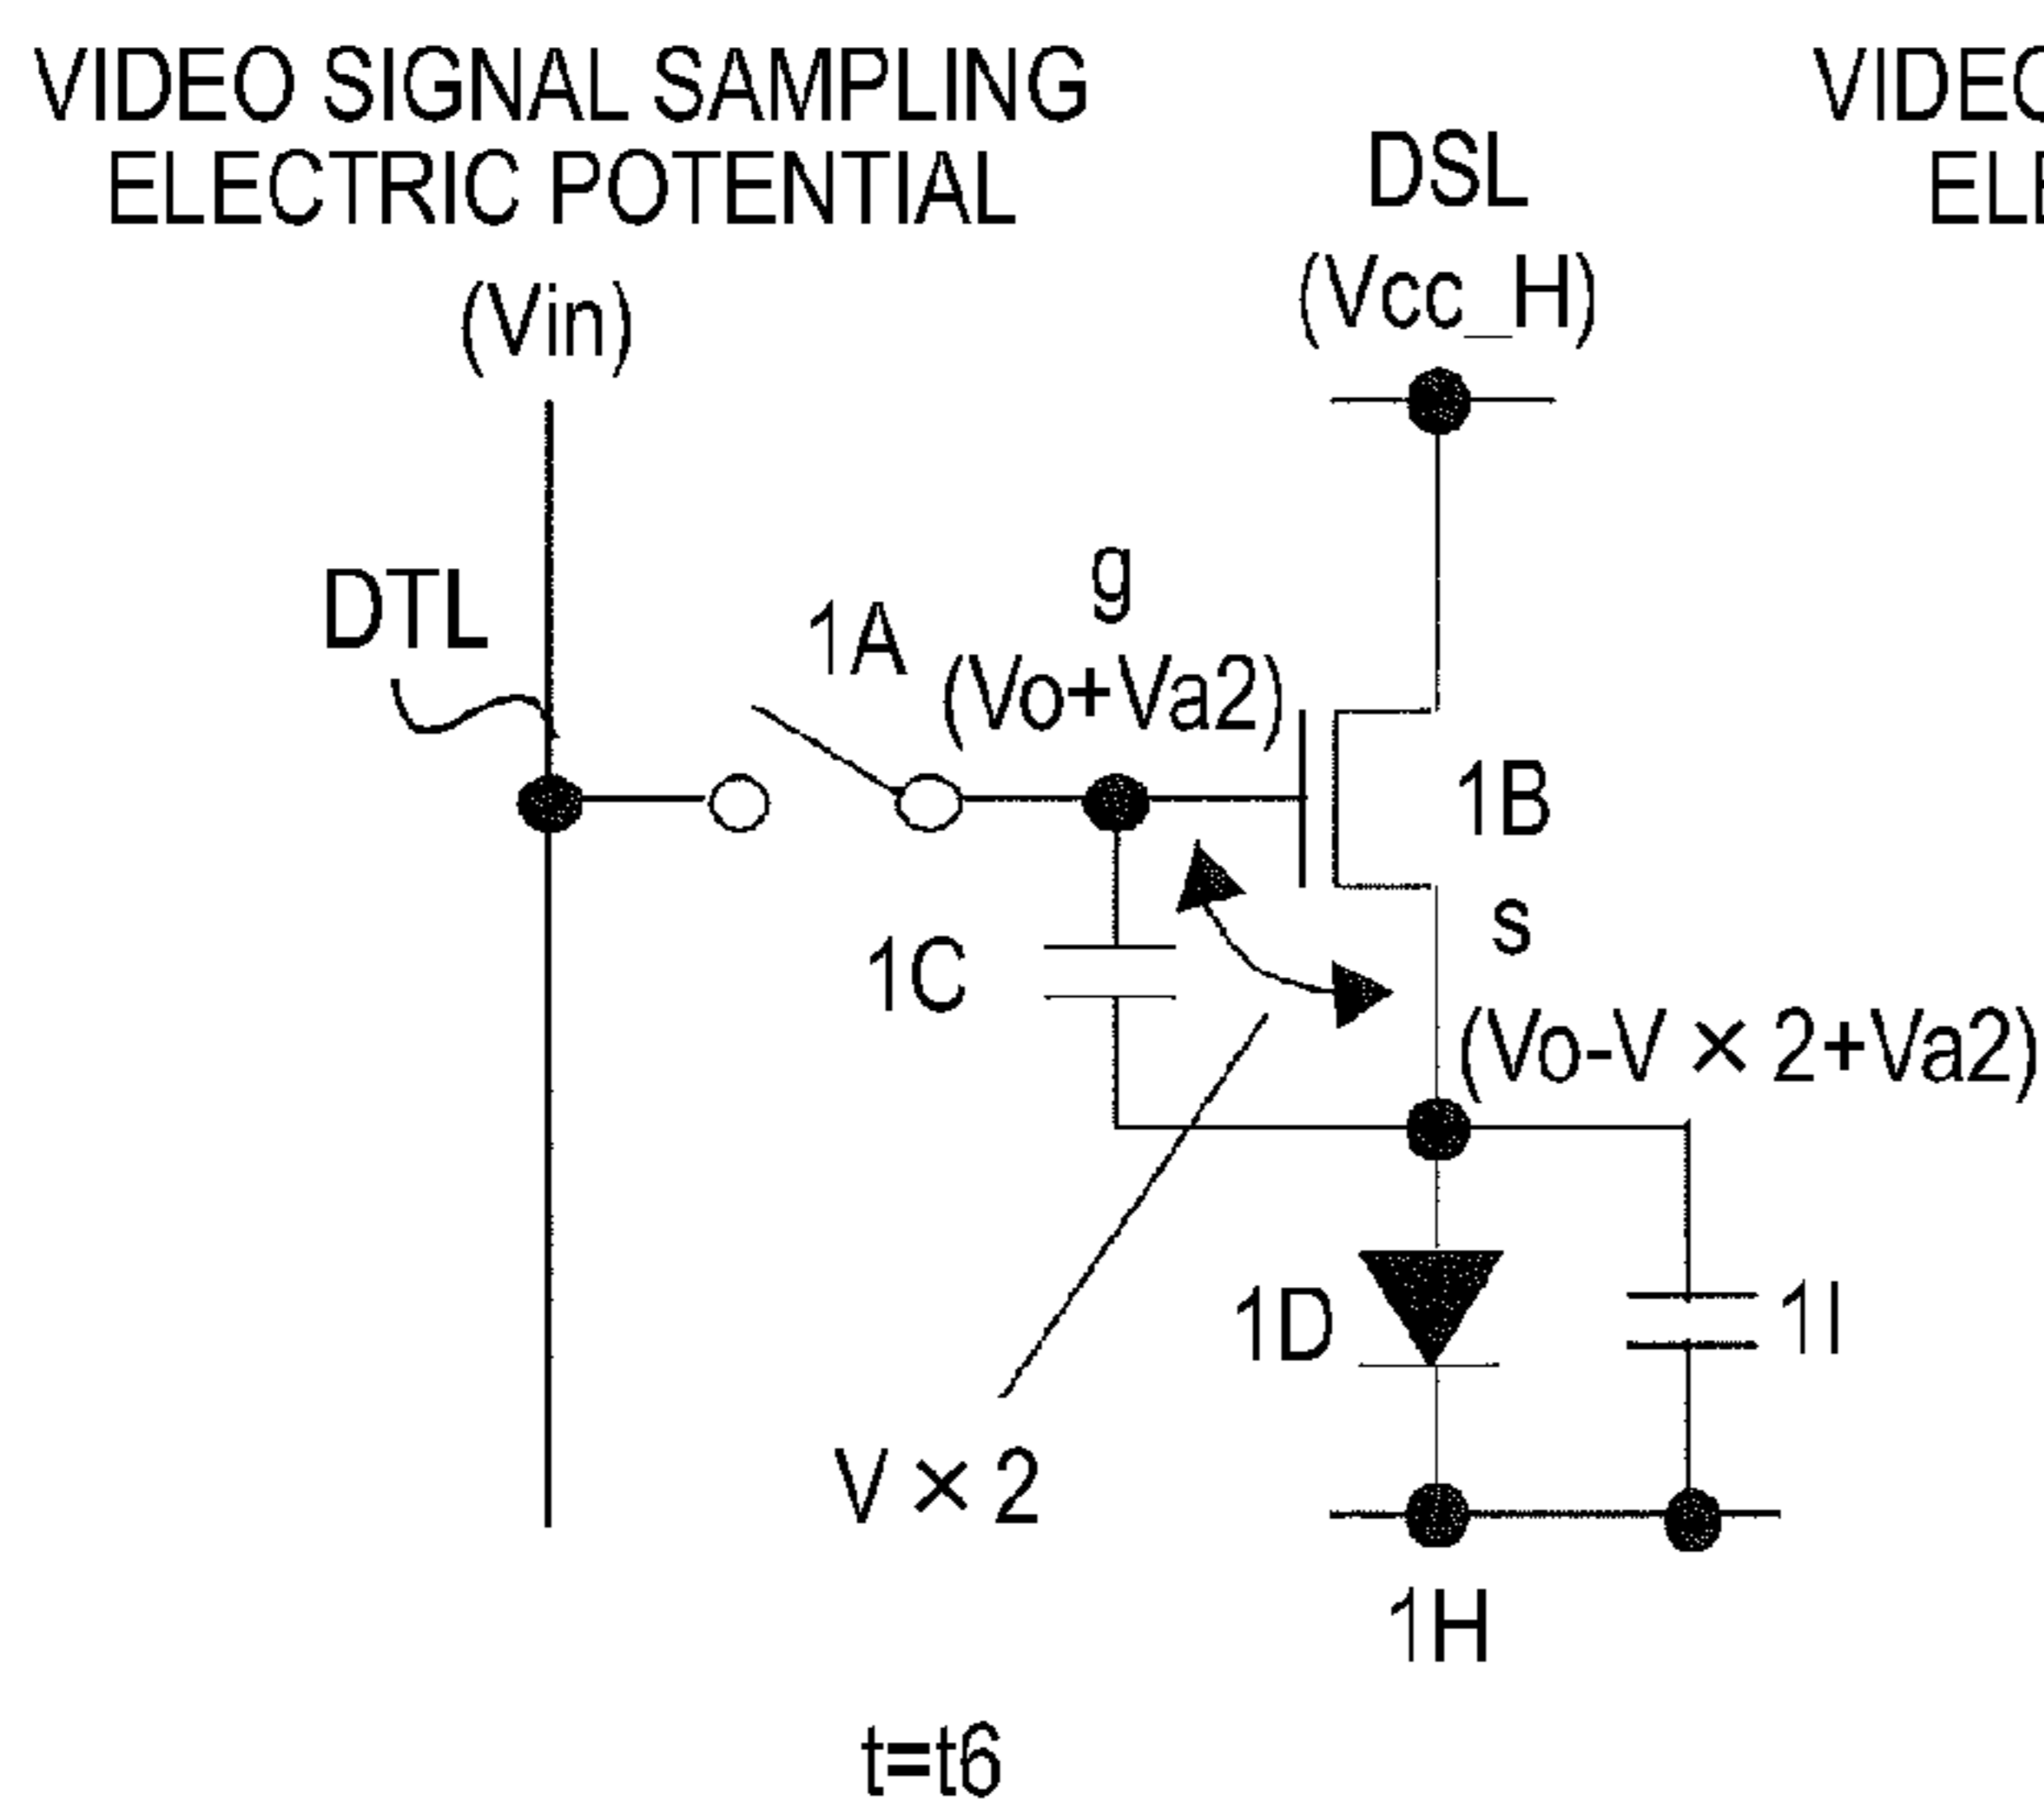 VIDEO SIGNAL SAMPLING
ELECTRIC POTENTIAL
(Vin)
DSL
(Vcc_H)
DTL
1A
g
(Vo+Va2)
1B
s
(Vo-V × 2+Va2)
1C
1D
1I
V × 2
1H
t=t6